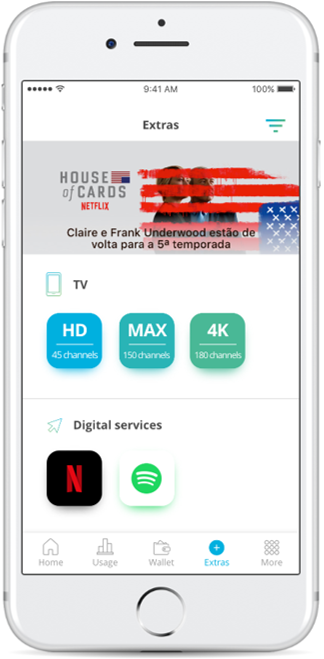 9:41 AM
100%
Extras
HOUSE
of CARDS
NETFLIX
Claire e Frank Underwood estão de
volta para a 5ª temporada
TV
HD
45 channels
MAX
150 channels
4K
180 channels
Digital services
N
Home
Usage
Wallet
Extras
More